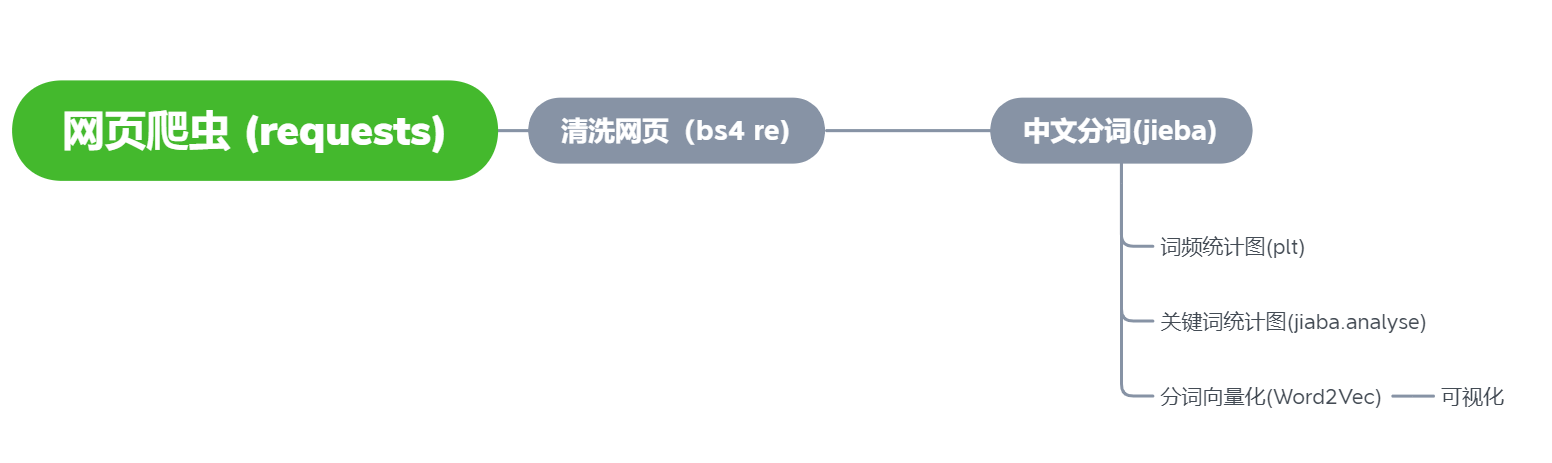 网页爬虫 (requests)
清洗网页（bs4 re)
中文分词(jieba)
词频统计图(plt)
关键词统计图(jiaba.analyse)
分词向量化(Word2Vec)
可视化